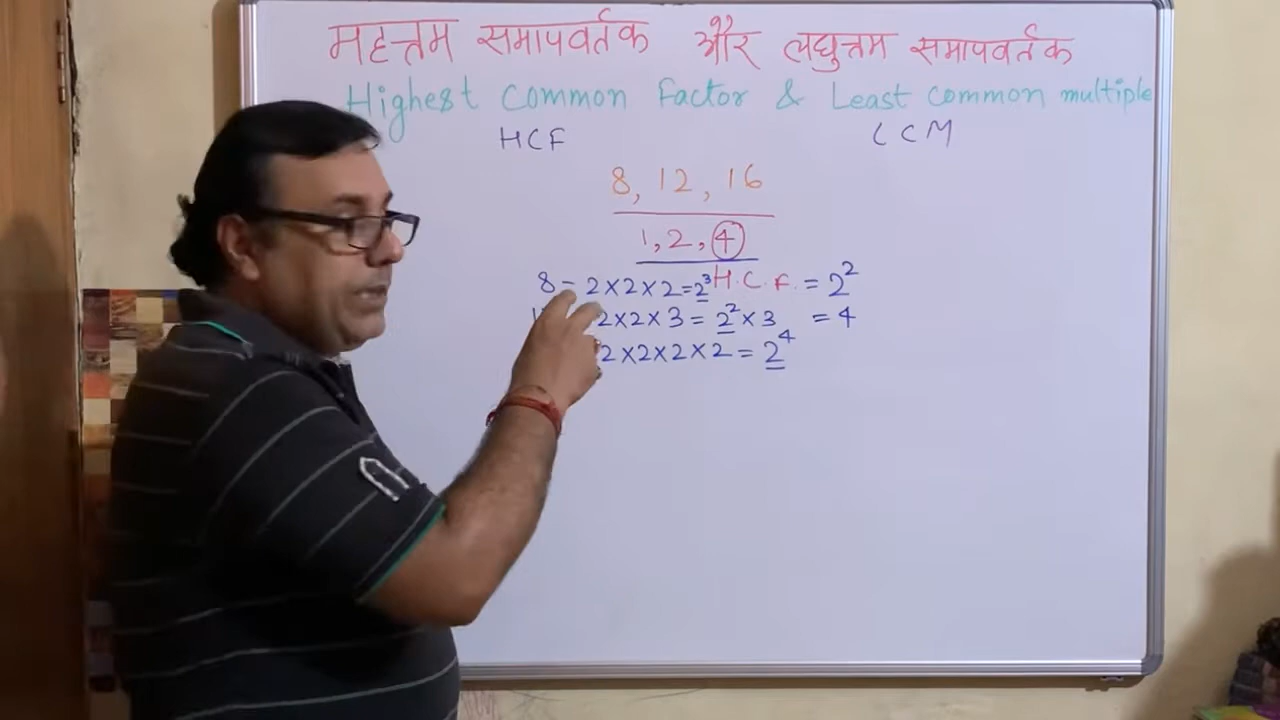 महत्तम समापवर्तक और लघुत्तम समापवर्तक
Highest Common Factor & Least common multiple
HCF LCM
8, 12, 16
1, 2, 4
8 = 2×2×2=2³ H.C.F. = 2²
2×2×3 = 2²×3 = 4
2×2×2×2 = 2⁴